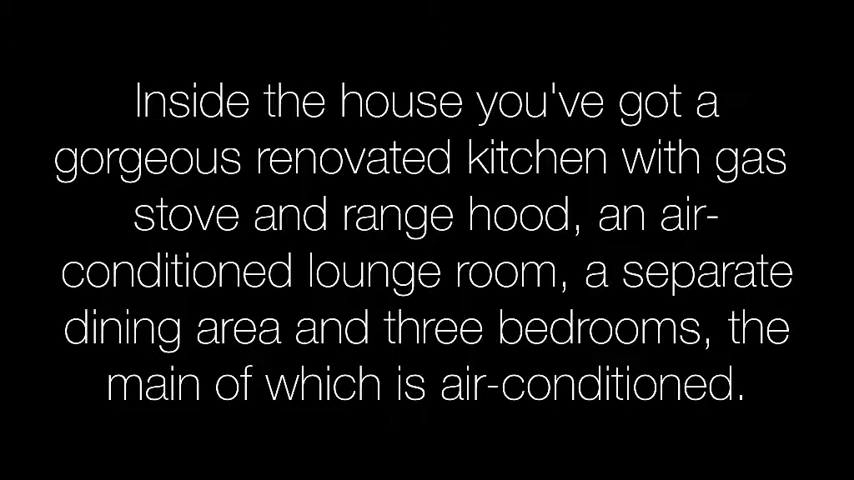 Inside the house you've got a
gorgeous renovated kitchen with gas
stove and range hood, an air-
conditioned lounge room, a separate
dining area and three bedrooms, the
main of which is air-conditioned.